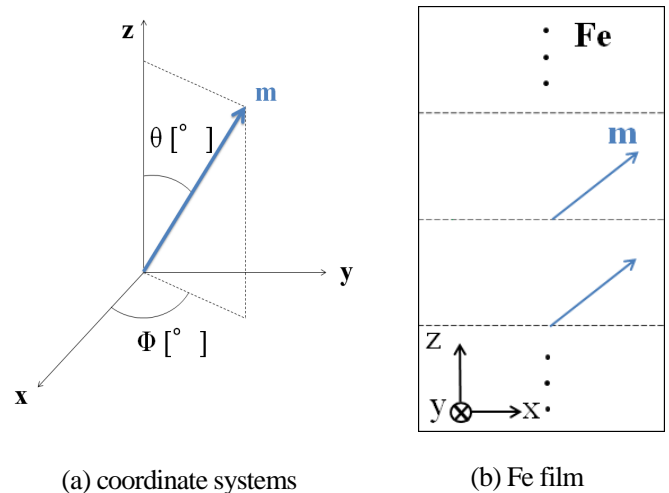 z
m
θ [° ]
y
Φ [° ]
x
(a) coordinate systems
Fe
m
z
y
x
(b) Fe film